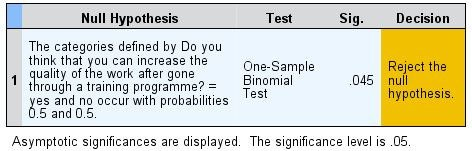 Null Hypothesis Test Sig. Decision
1
The categories defined by Do you
think that you can increase the
quality of the work after gone
through a training programme? =
yes and no occur with probabilities
0.5 and 0.5.
One-Sample
Binomial
Test
.045
Reject the
null
hypothesis.
Asymptotic significances are displayed. The significance level is .05.